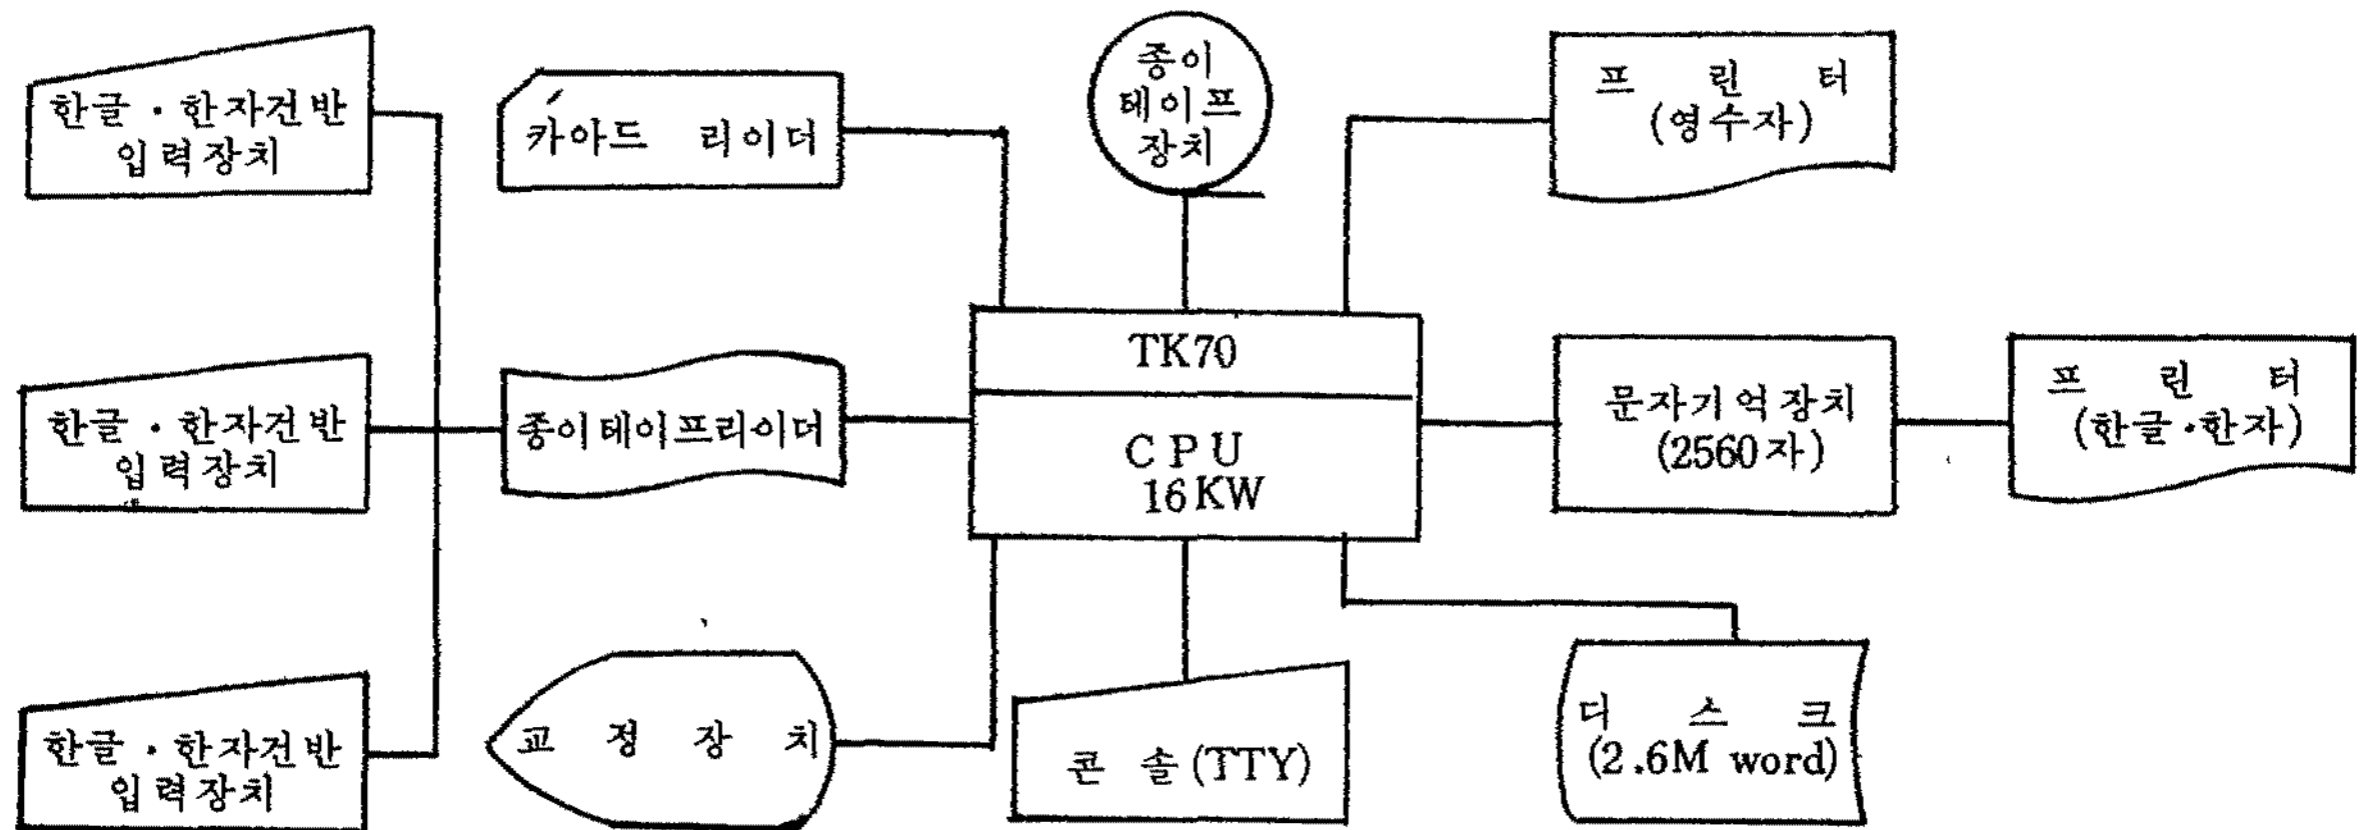 한글·한자건반
입력장치
카아드 리이더
종이
테이프
장치
프린터
(영수자)
한글·한자건반
입력장치
종이테이프리이더
TK70
CPU
16KW
문자기억장치
(2560자)
프린터
(한글·한자)
한글·한자건반
입력장치
교정장치
콘솔(TTY)
디스크
(2.6M word)